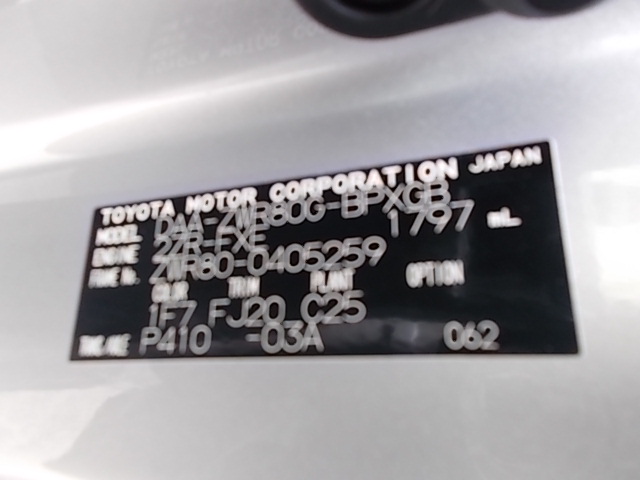 TOYOTA MOTOR CORPORATION JAPAN
MODEL DAA-ZWR80G-BPXGB
ENGINE 2ZR-FXE 1797 mL
FRAME No. ZWR80-0405259
COLOR TRIM PLANT OPTION
1F7 FJ20 C25
TRANS./AXLE P410 -03A 062